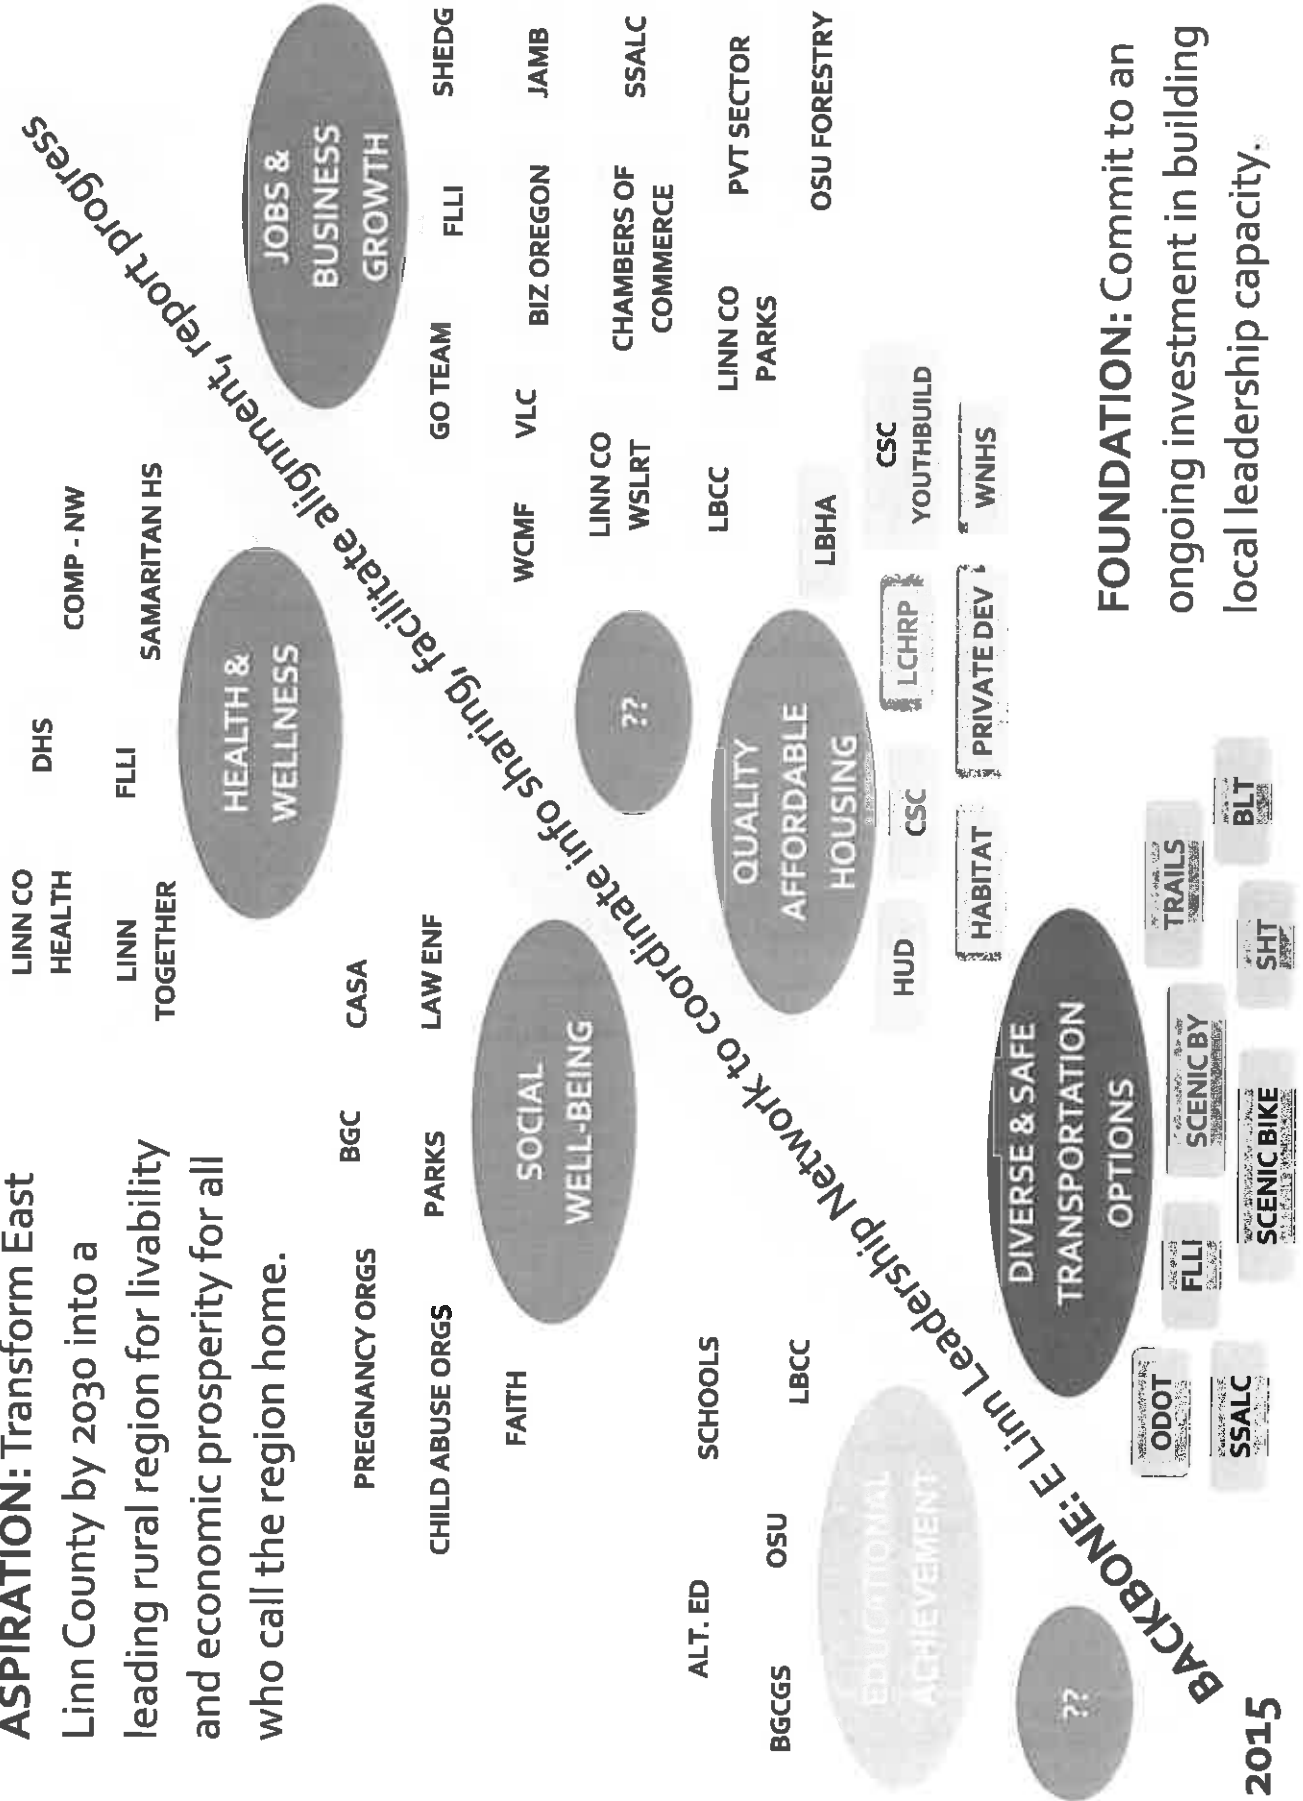 ASPIRATION: Transform East
Linn County by 2030 into a
leading rural region for livability
and economic prosperity for all
who call the region home.
LINN CO
HEALTH
DHS
COMP - NW
LINN
TOGETHER
FLLI
SAMARITAN HS
HEALTH &
WELLNESS
PREGNANCY ORGS
BGC
CASA
CHILD ABUSE ORGS
PARKS
LAW ENF
FAITH
SOCIAL
WELL-BEING
JOBS &
BUSINESS
GROWTH
GO TEAM
FLLI
SHEDG
WCMF
VLC
BIZ OREGON
JAMB
LINN CO
WSLRT
CHAMBERS OF
COMMERCE
SSALC
LBCC
LINN CO
PARKS
PVT SECTOR
OSU FORESTRY
ALT. ED
SCHOOLS
BGCGS
OSU
LBCC
EDUCATIONAL
ACHIEVEMENT
??
??
QUALITY
AFFORDABLE
HOUSING
LBHA
HUD
CSC
LCHRP
CSC
YOUTHBUILD
HABITAT
PRIVATE DEV
WNHS
BACKBONE: E Linn Leadership Network to coordinate info sharing, facilitate alignment, report progress
DIVERSE & SAFE
TRANSPORTATION
OPTIONS
ODOT
FLLI
SCENIC BY
TRAILS
SSALC
SCENIC BIKE
SHT
BLT
FOUNDATION: Commit to an
ongoing investment in building
local leadership capacity.
2015